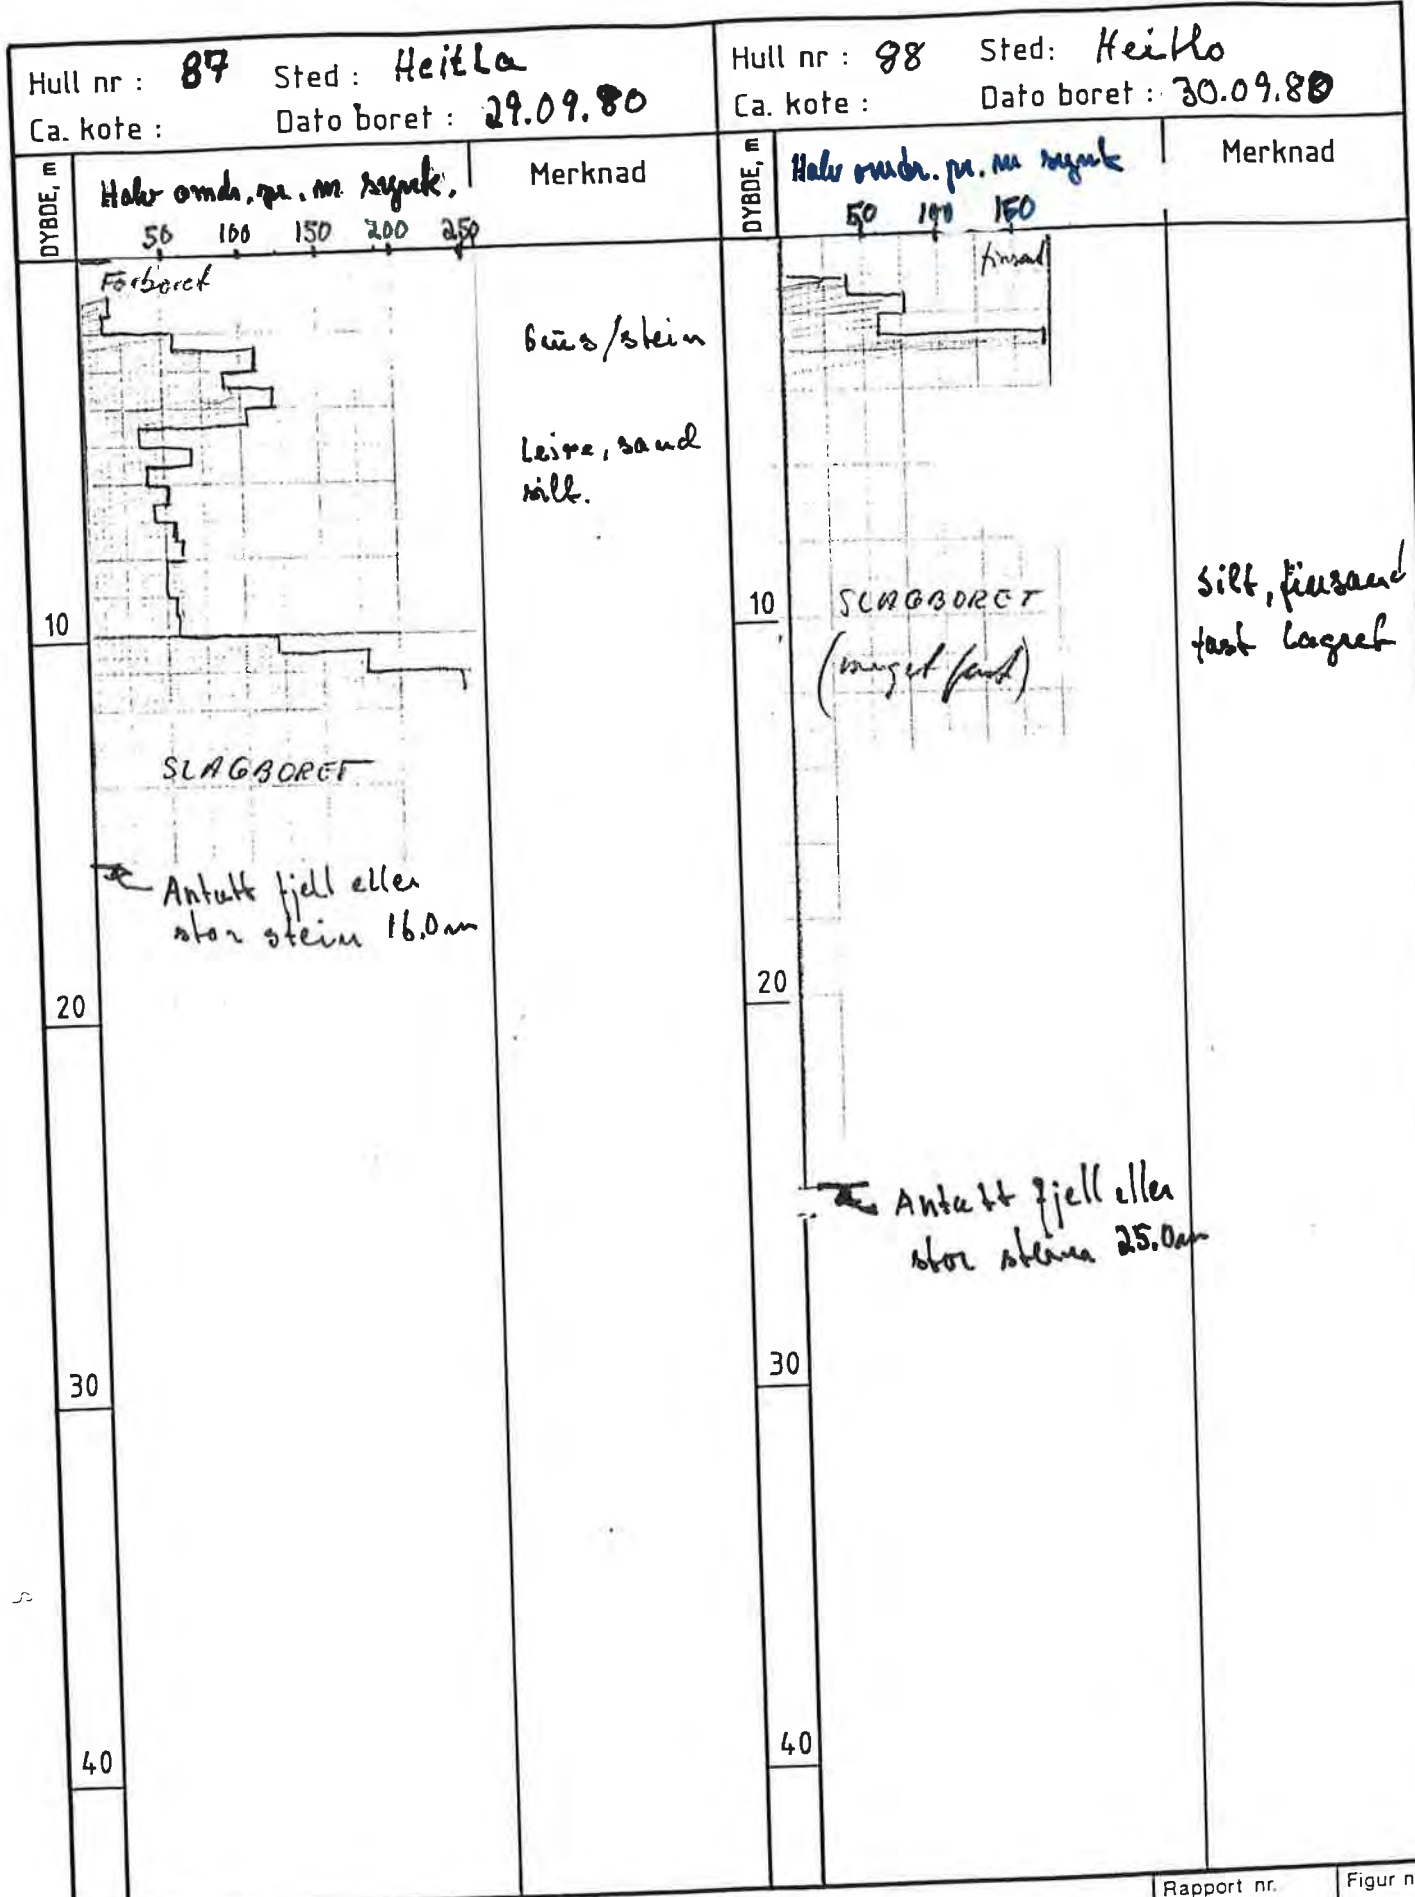 Hull nr : 87 Sted : Heitla
Ca. kote : Dato boret : 29.09.80
DYBDE, m
Halv omdr. pr. m synk.
Merknad
50 100 150 200 250
Forboret
Grus/stein
Leire, sand
silt.
10
SLAGBORET
Antatt fjell eller
stor stein 16.0m
20
30
40
Hull nr : 88 Sted: Heitlo
Ca. kote : Dato boret : 30.09.80
DYBDE, m
Halv omdr. pr. m synk
Merknad
50 100 150
finsand
10
SLAGBORET
(meget fast)
Silt, finsand
fast lagret
20
Antatt fjell eller
stor stein 25.0m
30
40
Rapport nr.
Figur n